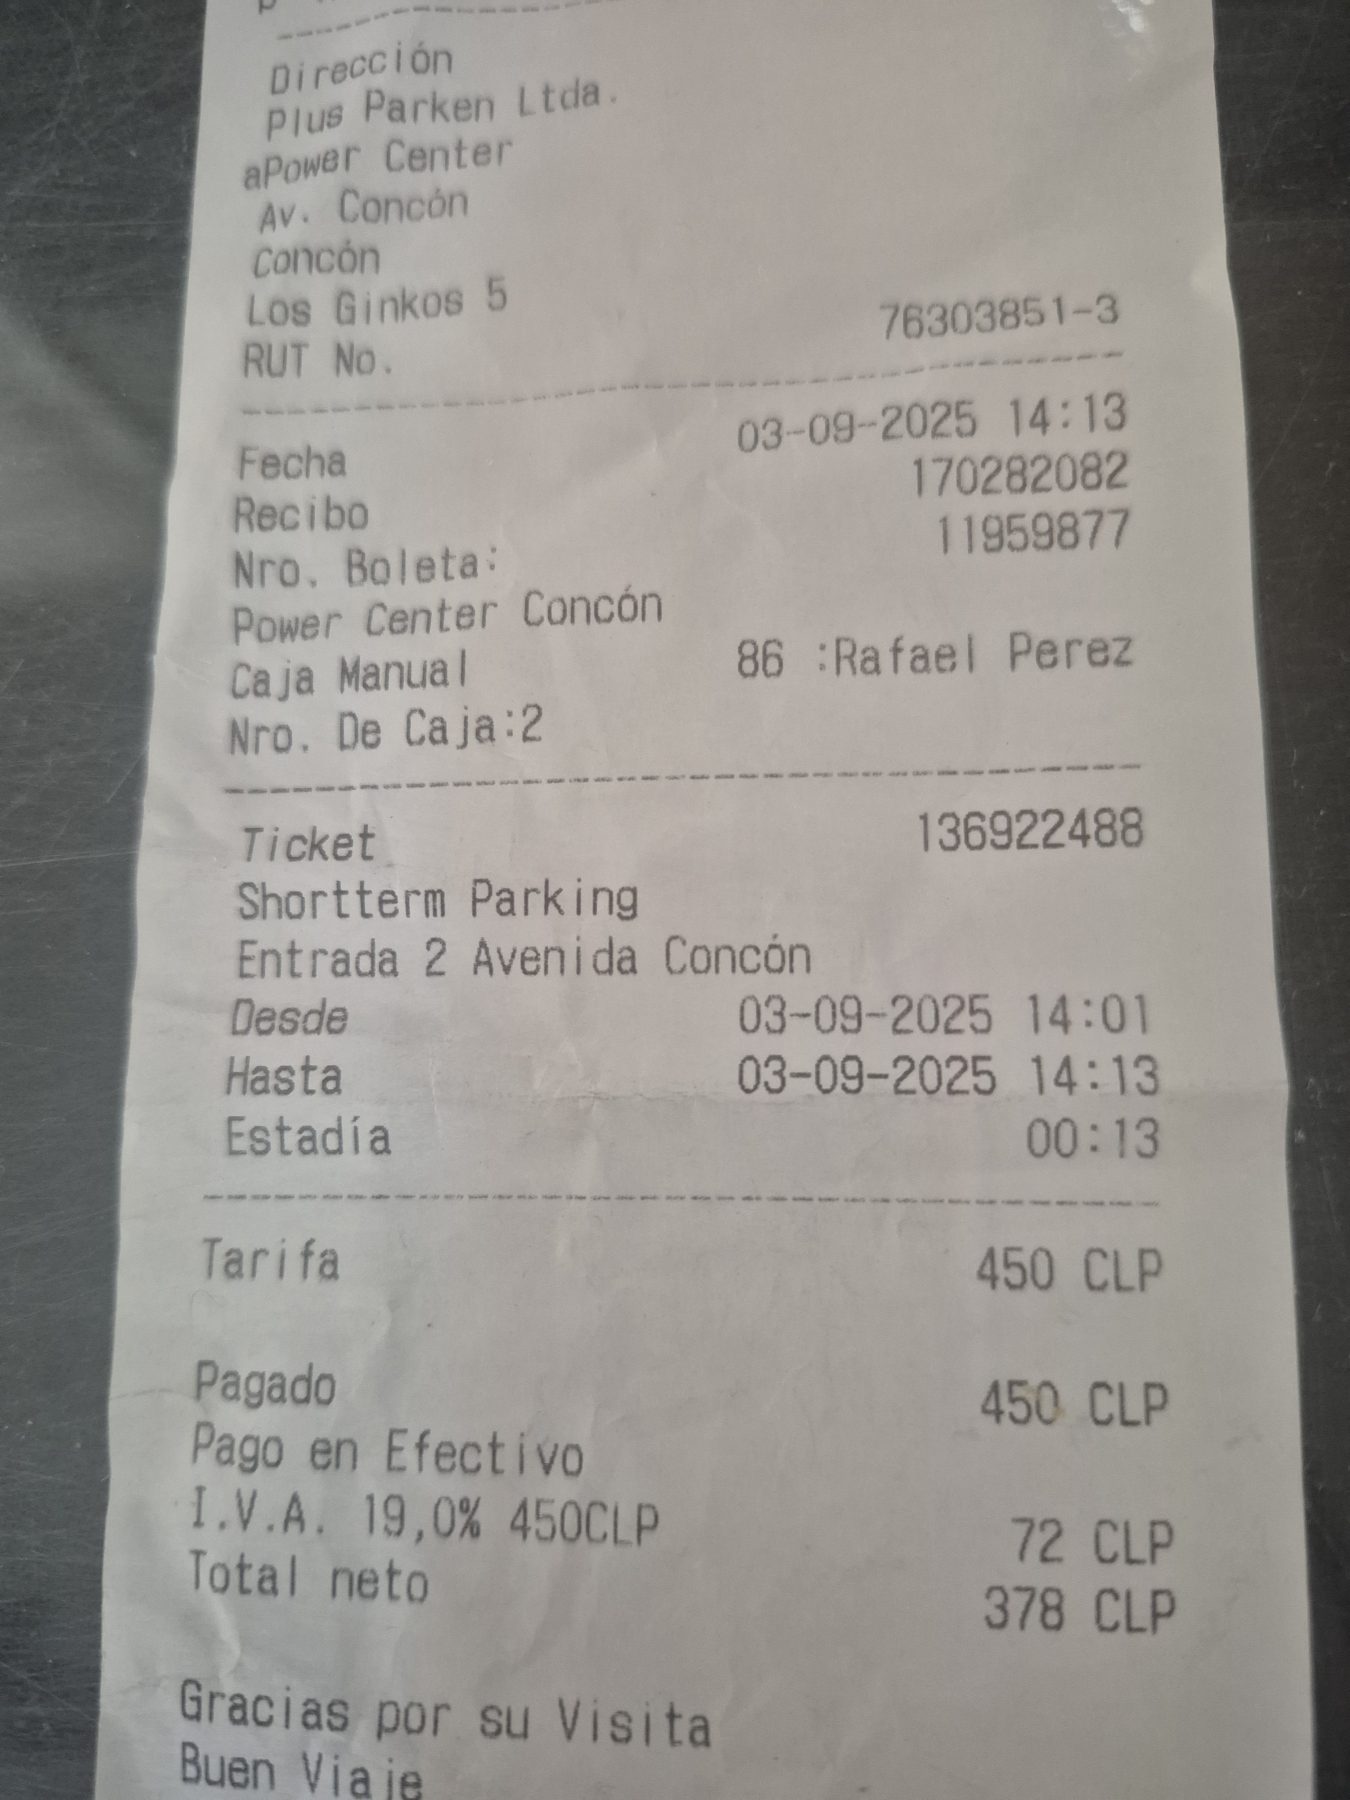 Dirección
Plus Parken Ltda.
aPower Center
Av. Concón
Concón
Los Ginkos 5
RUT No. 76303851-3
Fecha 03-09-2025 14:13
Recibo 170282082
Nro. Boleta: 11959877
Power Center Concón
Caja Manual 86 :Rafael Perez
Nro. De Caja:2
Ticket 136922488
Shortterm Parking
Entrada 2 Avenida Concón
Desde 03-09-2025 14:01
Hasta 03-09-2025 14:13
Estadía 00:13
Tarifa 450 CLP
Pagado 450 CLP
Pago en Efectivo
I.V.A. 19,0% 450CLP 72 CLP
Total neto 378 CLP
Gracias por su Visita
Buen Viaje